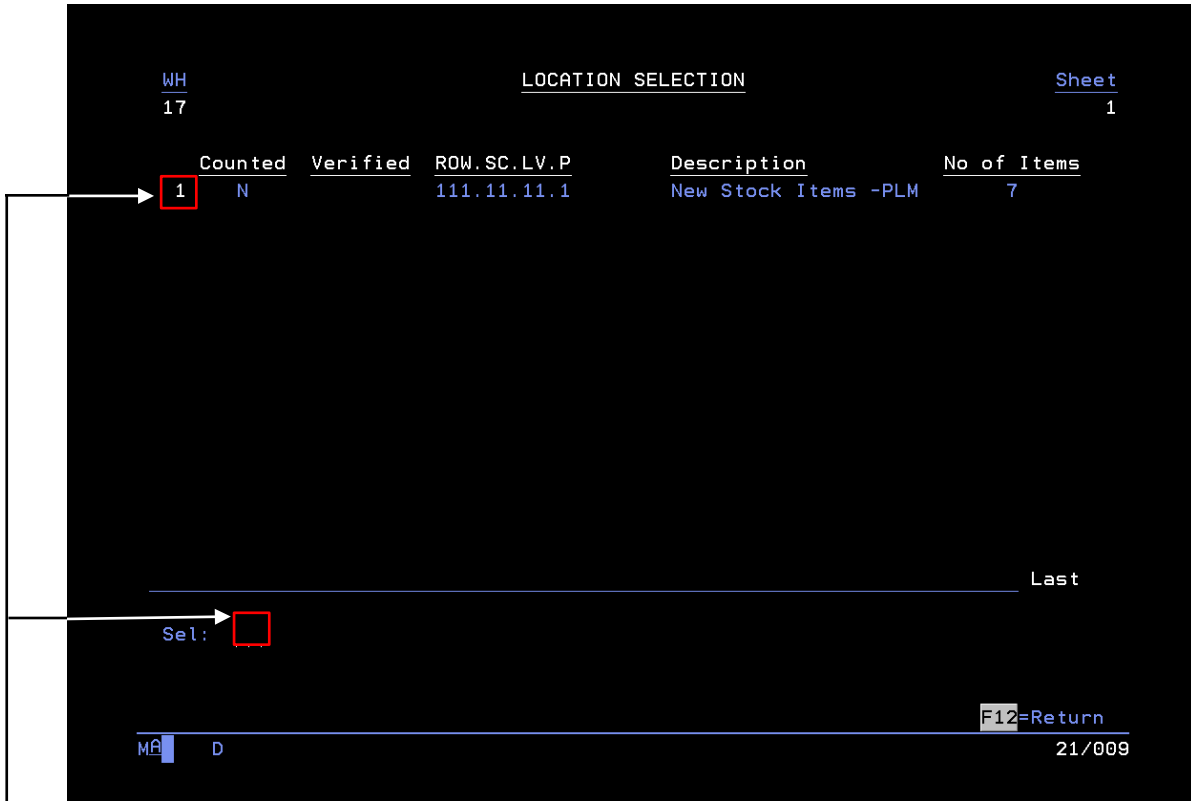 WH LOCATION SELECTION Sheet
17 1
Counted Verified ROW.SC.LV.P Description No of Items
1 N 111.11.11.1 New Stock Items -PLM 7
Last
Sel:
F12=Return
MA D 21/009